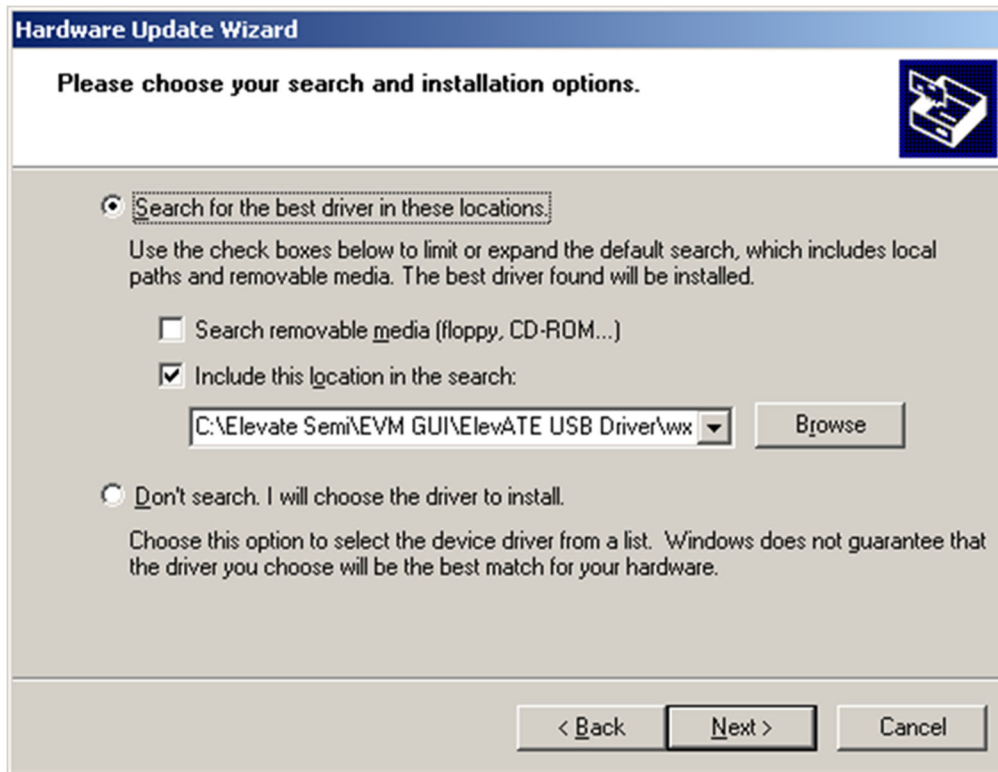 Hardware Update Wizard
Please choose your search and installation options.
Search for the best driver in these locations.
Use the check boxes below to limit or expand the default search, which includes local
paths and removable media. The best driver found will be installed.
Search removable media (floppy, CD-ROM...)
Include this location in the search:
C:\Elevate Semi\EVM GUI\ElevATE USB Driver\wx
Browse
Don't search. I will choose the driver to install.
Choose this option to select the device driver from a list. Windows does not guarantee that
the driver you choose will be the best match for your hardware.
< Back Next > Cancel